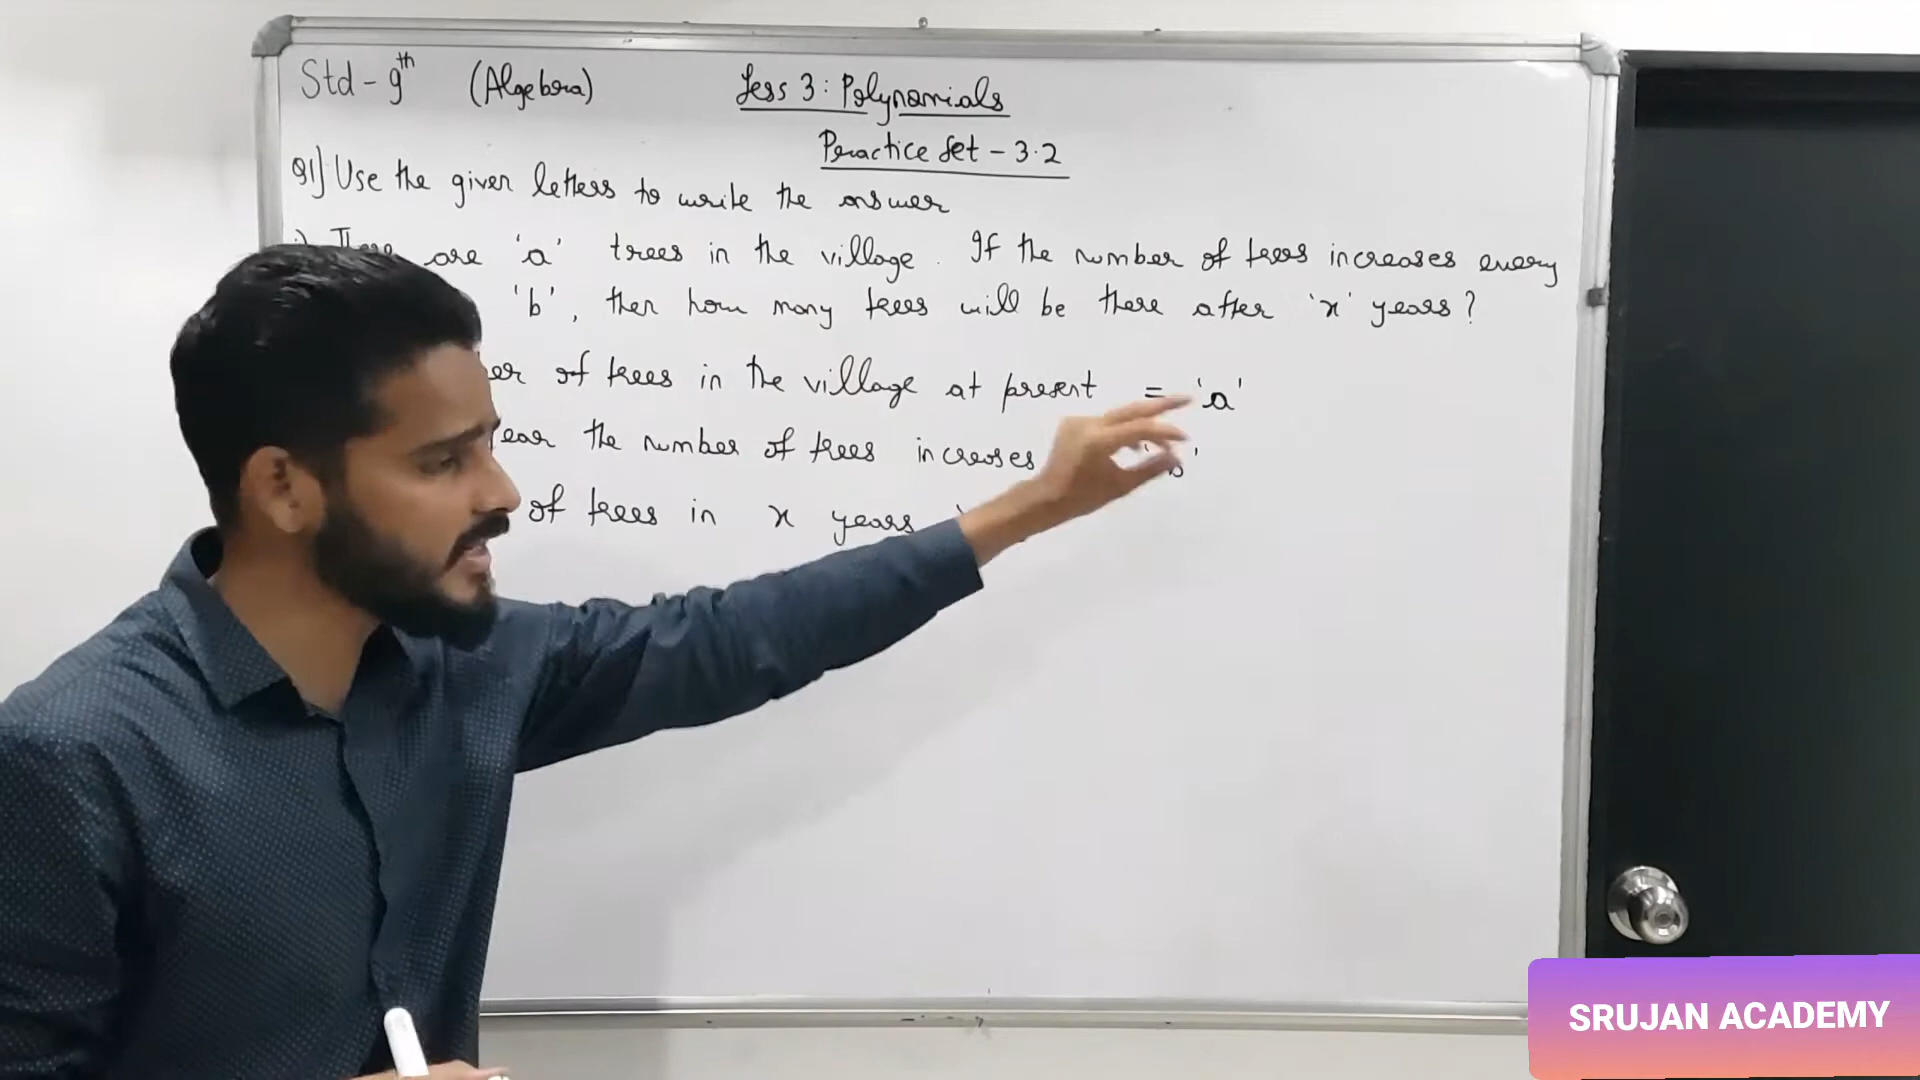 Std - 9th (Algebra) Less 3 : Polynomials
Practice Set - 3.2
Q1) Use the given letters to write the answer
are 'a' trees in the village. If the number of trees increases every
'b', then how many trees will be there after 'x' years?
of trees in the village at present = 'a'
the number of trees increases 'b'
of trees in x years
SRUJAN ACADEMY